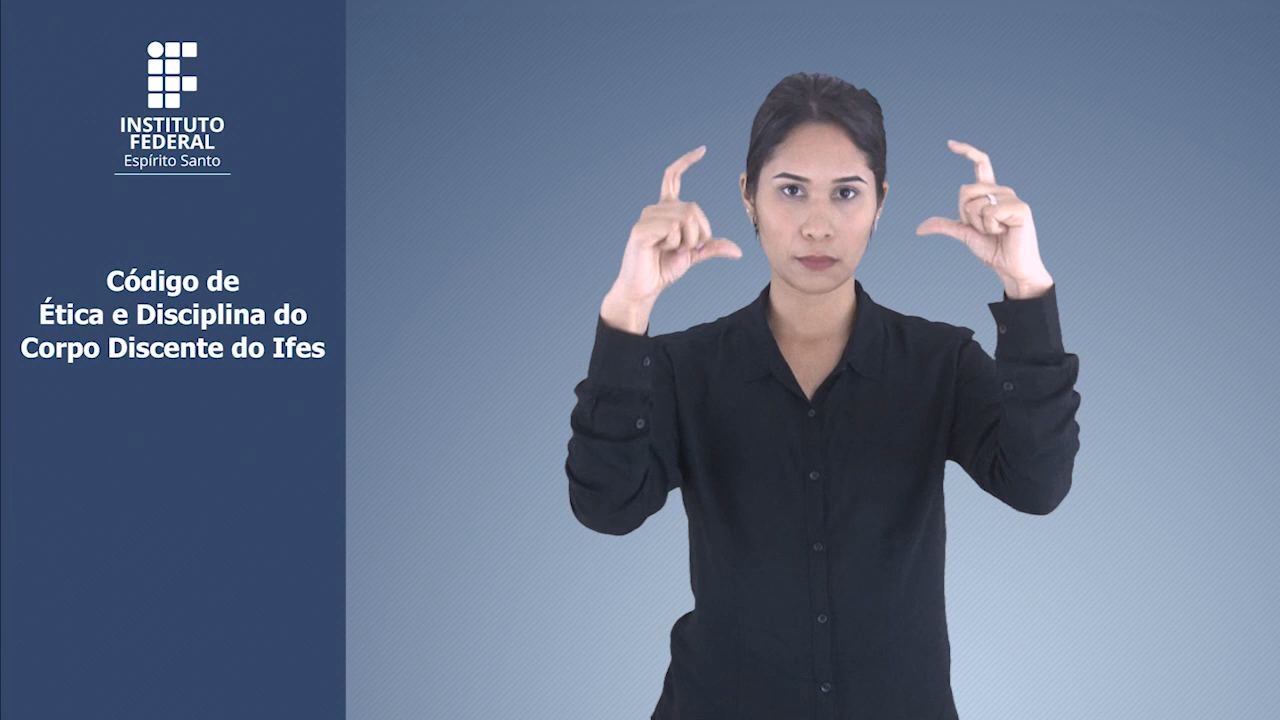 INSTITUTO
FEDERAL
Espírito Santo
Código de
Ética e Disciplina do
Corpo Discente do Ifes